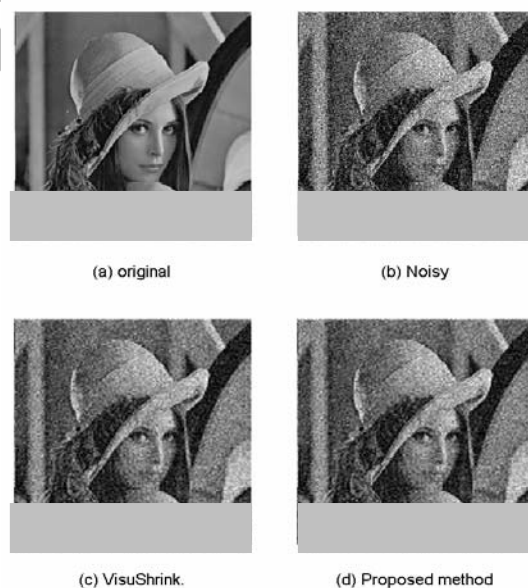 (a) original
(b) Noisy
(c) VisuShrink.
(d) Proposed method